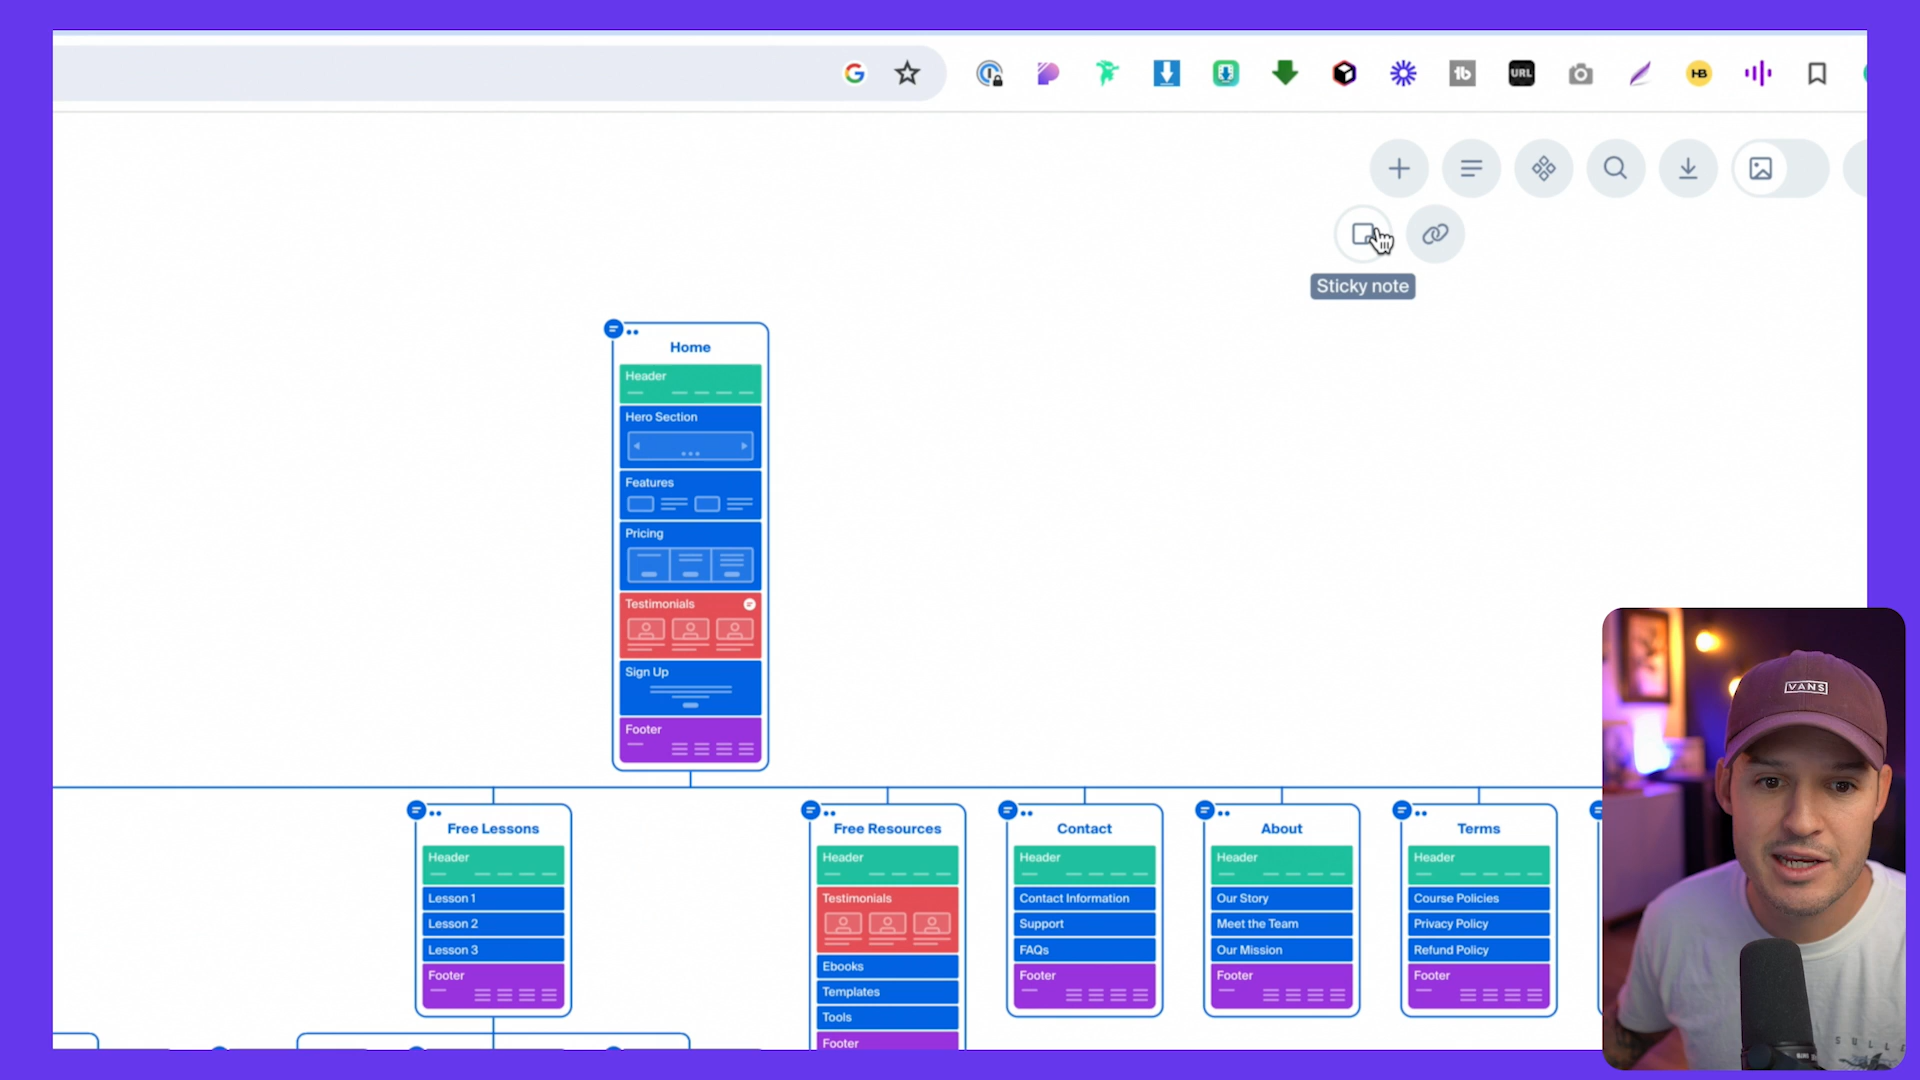 tb
URL
HB
Sticky note
Home
Header
Hero Section
Features
Pricing
Testimonials
Sign Up
Footer
Free Lessons
Header
Lesson 1
Lesson 2
Lesson 3
Footer
Free Resources
Header
Testimonials
Ebooks
Templates
Tools
Footer
Contact
Header
Contact Information
Support
FAQs
Footer
About
Header
Our Story
Meet the Team
Our Mission
Footer
Terms
Header
Course Policies
Privacy Policy
Refund Policy
Footer
VANS